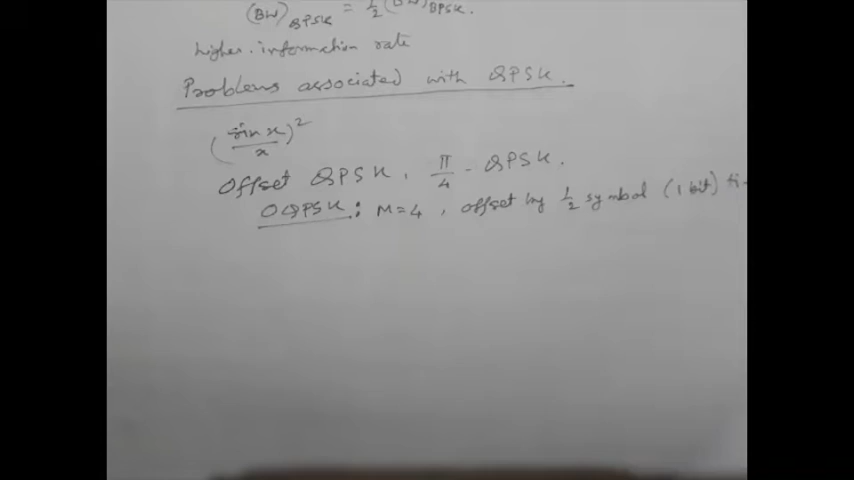 (BW)QPSK = 1/2 (BW)BPSK.
higher information rate
Problems associated with QPSK.
(sin x / x)²
Offset QPSK, π/4 - QPSK.
OQPSK: M=4, offset by 1/2 symbol (1 bit) ti